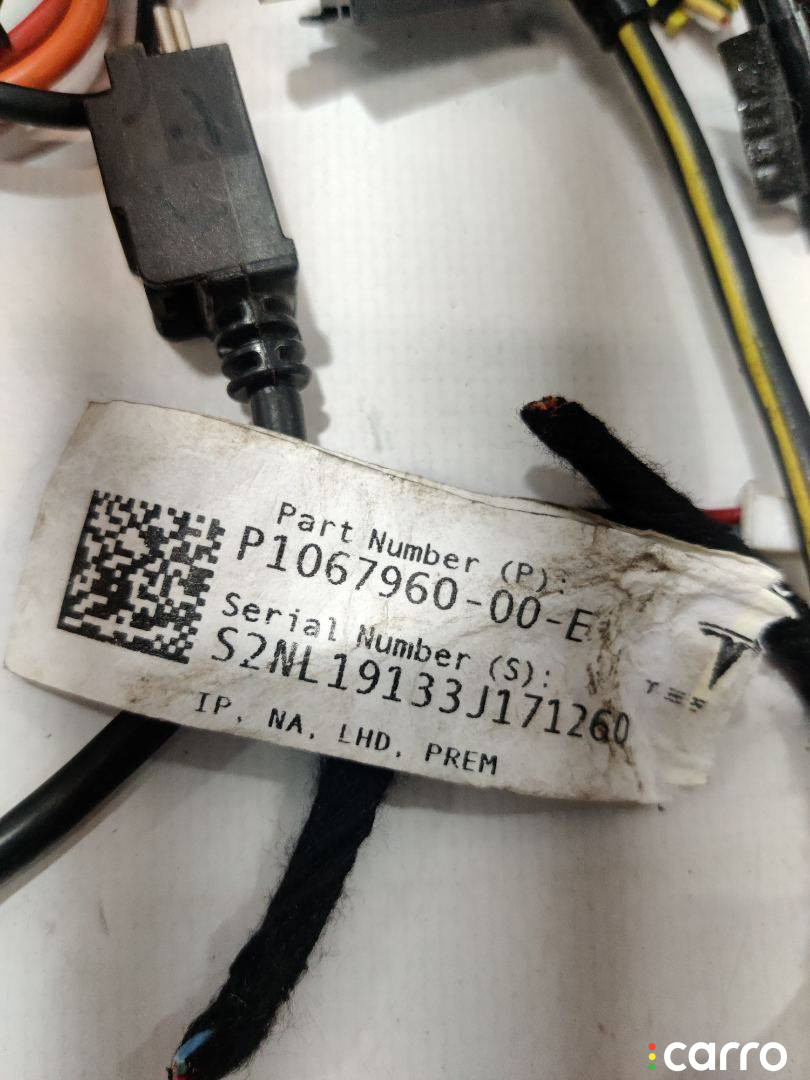 Part Number (P):
P1067960-00-E
Serial Number (S):
S2NL19133J171260
IP, NA, LHD, PREM
carro